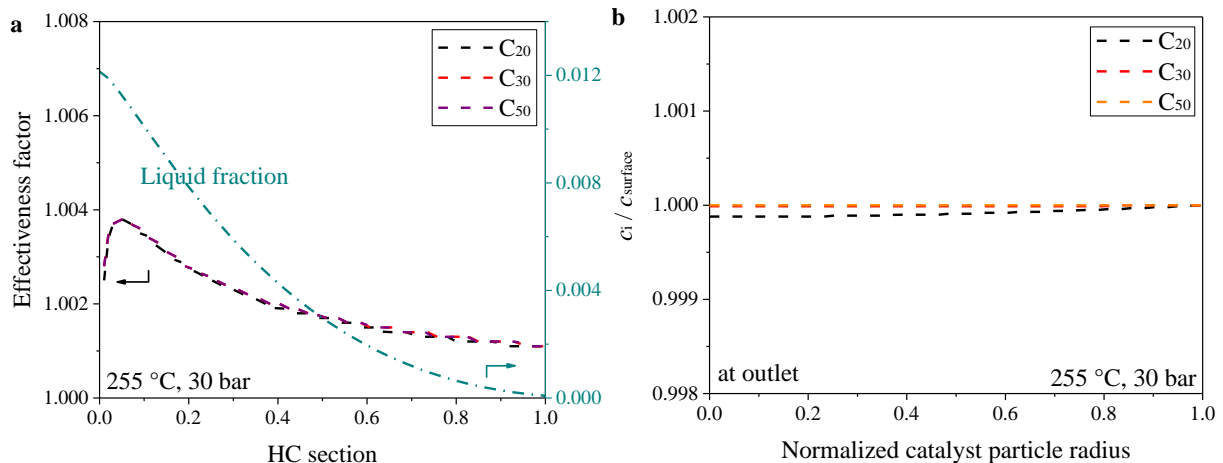 a
Effectiveness factor
1.008
1.006
1.004
1.002
1.000
C20
C30
C50
Liquid fraction
255 °C, 30 bar
0.012
0.008
0.004
0.000
0.0 0.2 0.4 0.6 0.8 1.0
HC section
b
ci / csurface
1.002
1.001
1.000
0.999
0.998
C20
C30
C50
at outlet
255 °C, 30 bar
0.0 0.2 0.4 0.6 0.8 1.0
Normalized catalyst particle radius